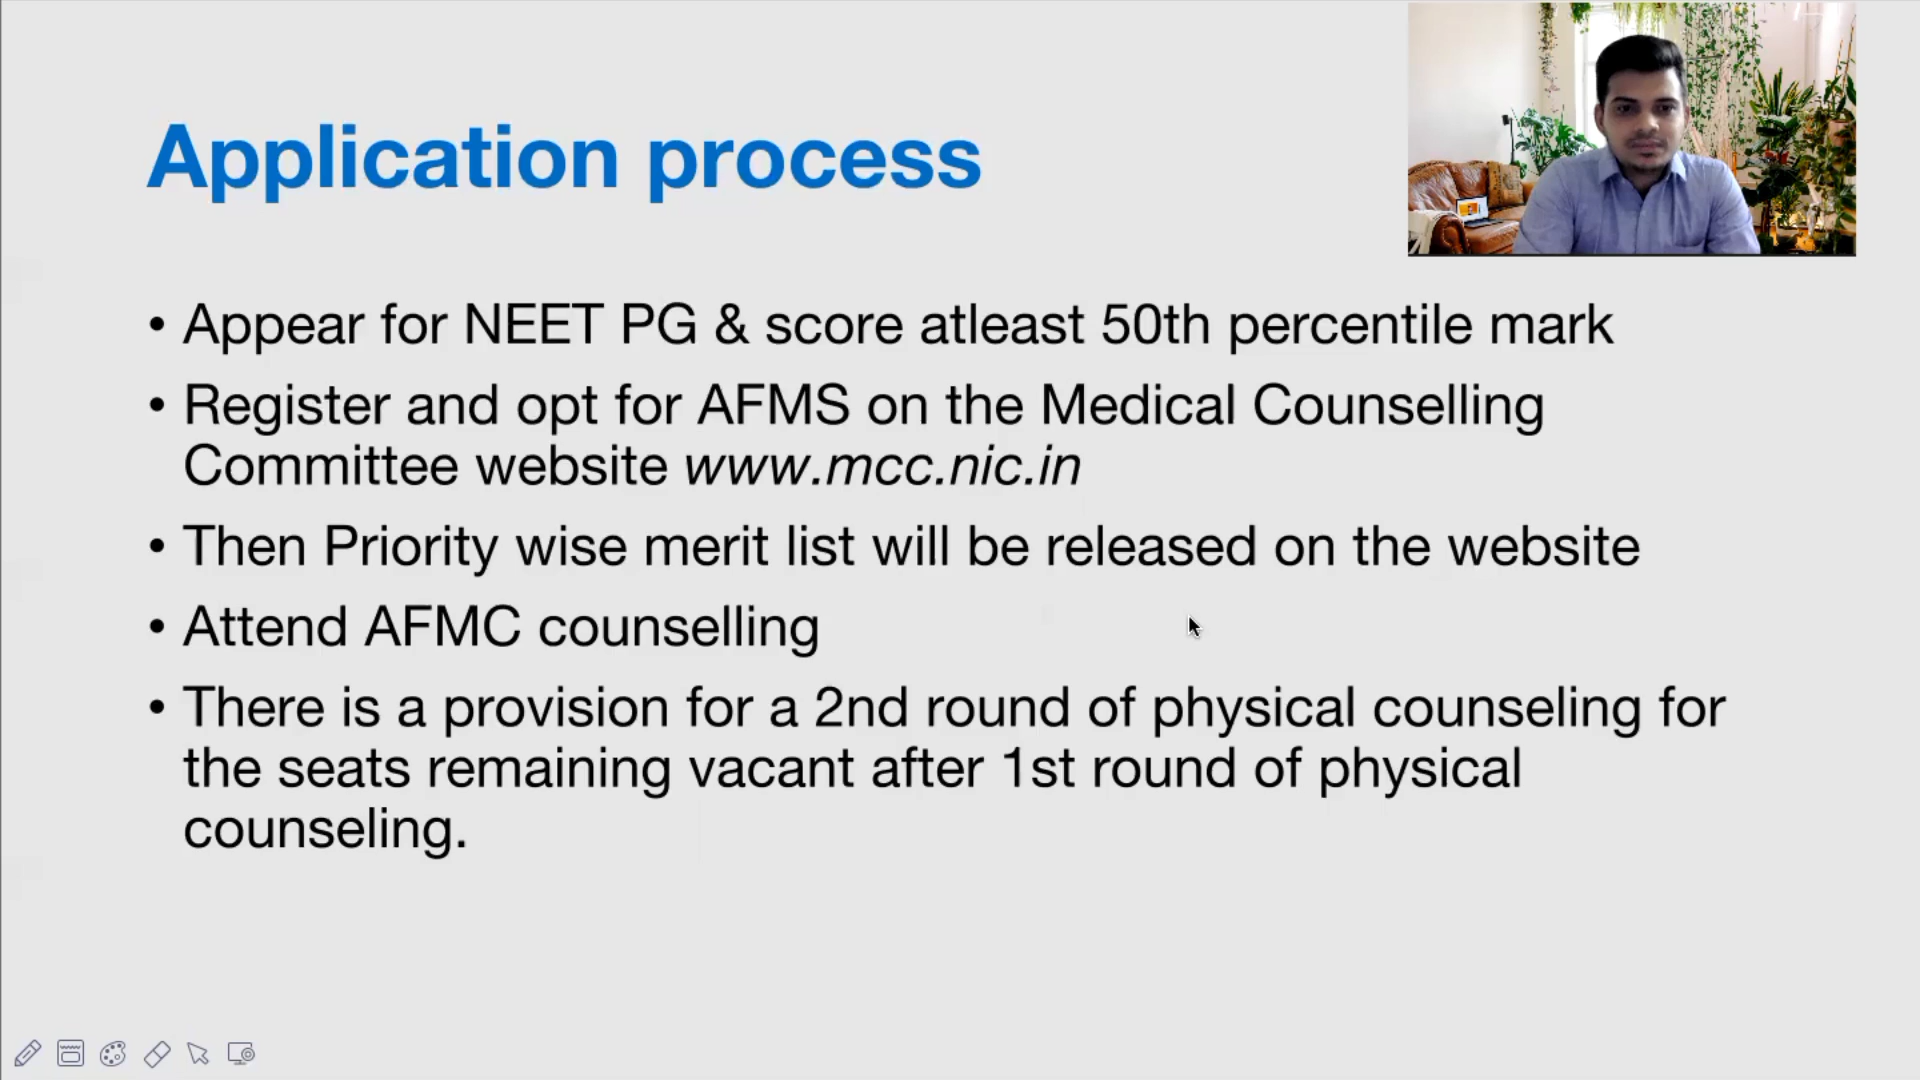 Application process
• Appear for NEET PG & score atleast 50th percentile mark
• Register and opt for AFMS on the Medical Counselling
Committee website www.mcc.nic.in
• Then Priority wise merit list will be released on the website
• Attend AFMC counselling
• There is a provision for a 2nd round of physical counseling for
the seats remaining vacant after 1st round of physical
counseling.